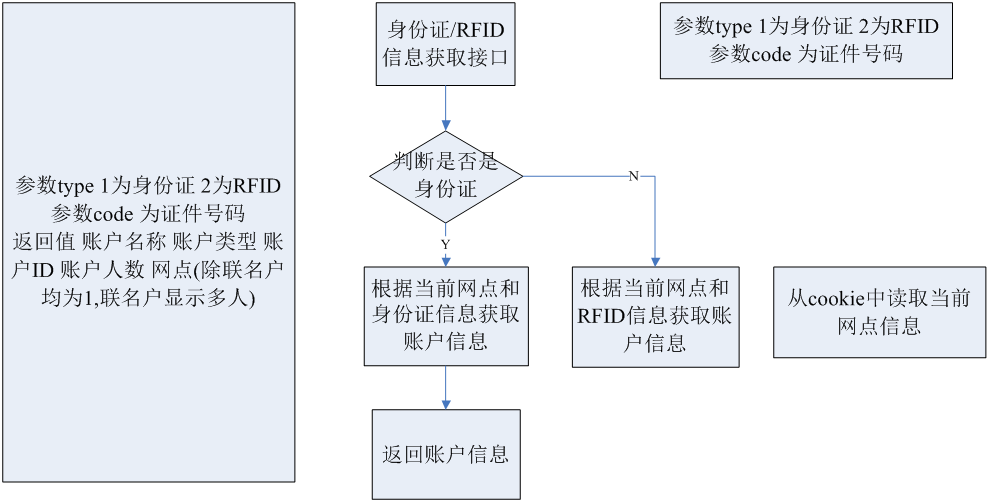 参数type 1为身份证 2为RFID
参数code 为证件号码
返回值 账户名称 账户类型 账
户ID 账户人数 网点(除联名户
均为1,联名户显示多人)
身份证/RFID
信息获取接口
参数type 1为身份证 2为RFID
参数code 为证件号码
判断是否是
身份证
N
Y
根据当前网点和
身份证信息获取
账户信息
根据当前网点和
RFID信息获取账
户信息
从cookie中读取当前
网点信息
返回账户信息